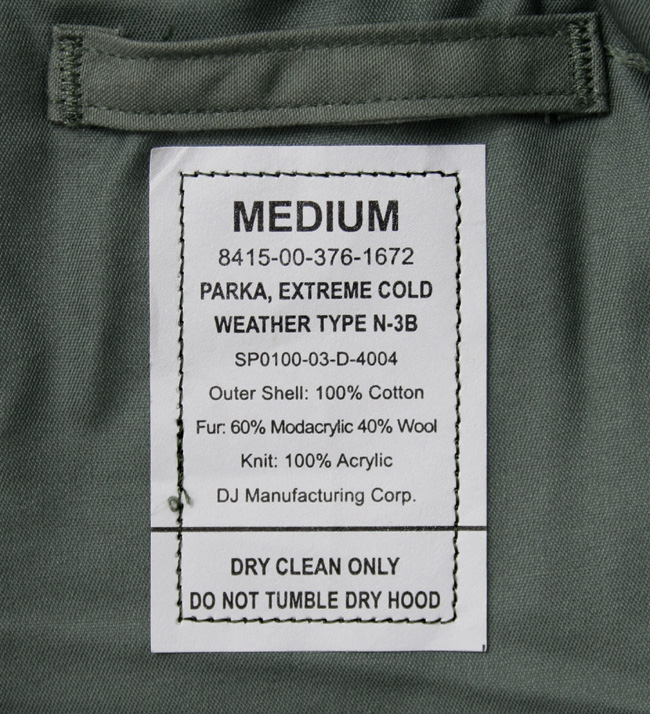 MEDIUM
8415-00-376-1672
PARKA, EXTREME COLD
WEATHER TYPE N-3B
SP0100-03-D-4004
Outer Shell: 100% Cotton
Fur: 60% Modacrylic 40% Wool
Knit: 100% Acrylic
DJ Manufacturing Corp.
DRY CLEAN ONLY
DO NOT TUMBLE DRY HOOD